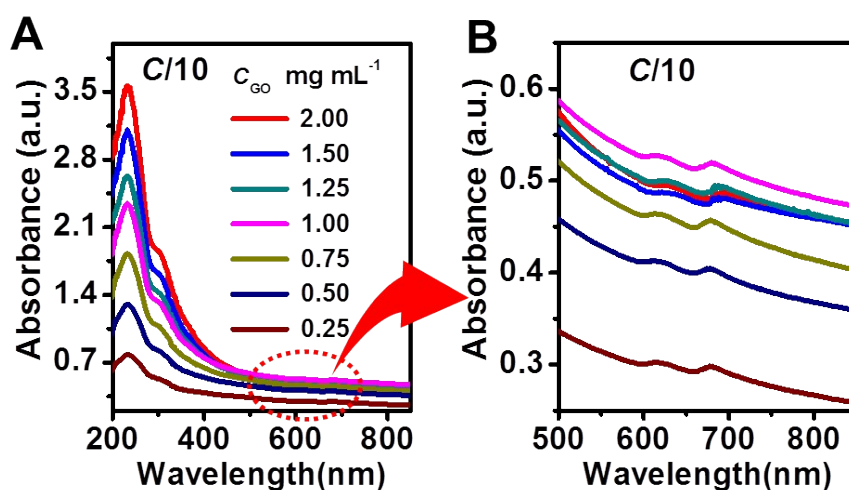 A
C/10
C_GO mg mL⁻¹
2.00
1.50
1.25
1.00
0.75
0.50
0.25
Absorbance (a.u.)
3.5
2.8
2.1
1.4
0.7
200 400 600 800
Wavelength(nm)
B
C/10
Absorbance (a.u.)
0.6
0.5
0.4
0.3
500 600 700 800
Wavelength(nm)